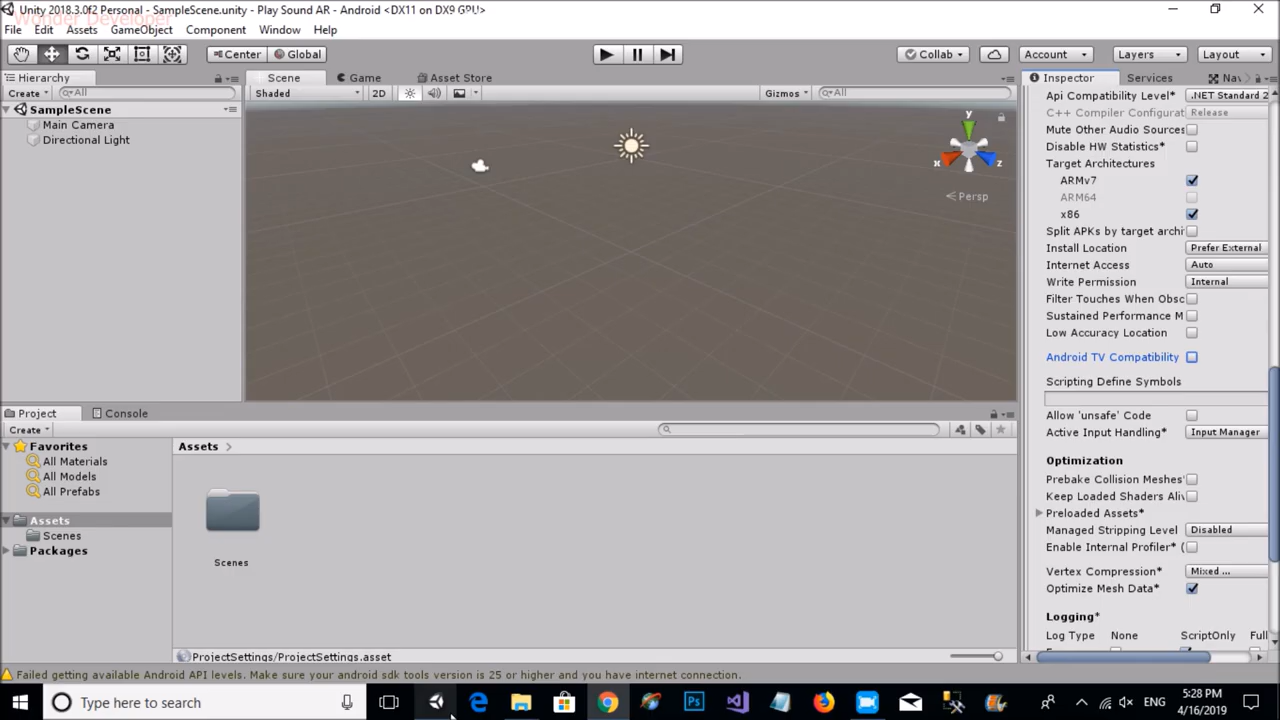 Unity 2018.3.0f2 Personal - SampleScene.unity - Play Sound AR - Android <DX11 on DX9 GPU>
Wonder Developer
File Edit Assets GameObject Component Window Help
Center Global Collab Account Layers Layout
Hierarchy Scene Game Asset Store Inspector Services Nav
Create All Shaded 2D Gizmos All
Api Compatibility Level* .NET Standard 2
SampleScene
C++ Compiler Configurat Release
Main Camera
Mute Other Audio Sources
Directional Light
Disable HW Statistics*
y
x
z
Persp
Target Architectures
ARMv7
ARM64
x86
Split APKs by target archi
Install Location Prefer External
Internet Access Auto
Write Permission Internal
Filter Touches When Obsc
Sustained Performance M
Low Accuracy Location
Android TV Compatibility
Scripting Define Symbols
Allow 'unsafe' Code
Active Input Handling* Input Manager
Optimization
Prebake Collision Meshes*
Keep Loaded Shaders Aliv
Preloaded Assets*
Managed Stripping Level Disabled
Enable Internal Profiler* (
Vertex Compression* Mixed ...
Optimize Mesh Data*
Logging*
Log Type None ScriptOnly Full
Project Console
Create
Favorites
All Materials
All Models
All Prefabs
Assets
Scenes
Packages
Assets
Scenes
ProjectSettings/ProjectSettings.asset
Failed getting available Android API levels. Make sure your android sdk tools version is 25 or higher and you have internet connection.
Type here to search
ENG
5:28 PM
4/16/2019